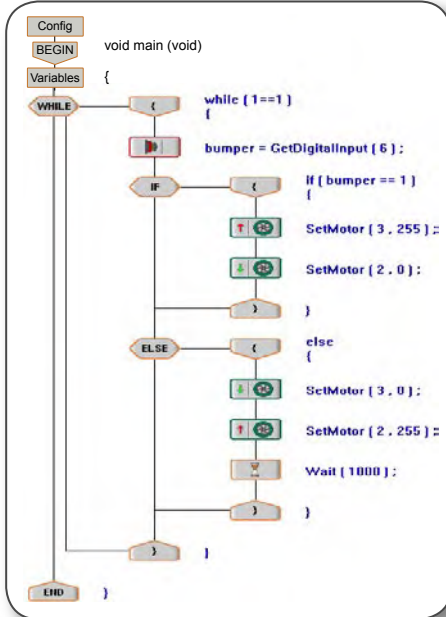 Config
BEGIN void main (void)
Variables {
WHILE { while ( 1==1 )
{
bumper = GetDigitalInput ( 6 ) ;
IF { if ( bumper == 1 )
{
SetMotor ( 3 , 255 ) ;
SetMotor ( 2 , 0 ) ;
} }
ELSE { else
{
SetMotor ( 3 , 0 ) ;
SetMotor ( 2 , 255 ) ;
Wait ( 1000 ) ;
} }
} }
END }